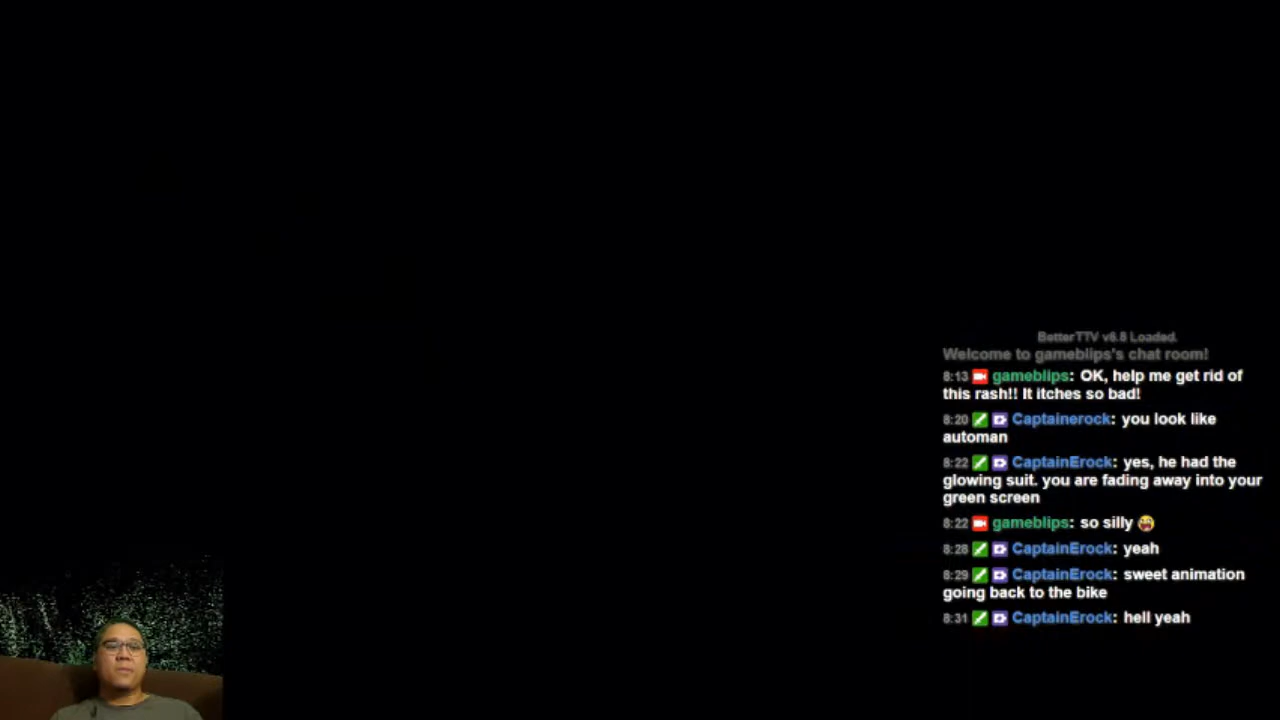 BetterTTV v6.8 Loaded.
Welcome to gameblips's chat room!
8:13 gameblips: OK, help me get rid of
this rash!! It itches so bad!
8:20 Captainerock: you look like
automan
8:22 CaptainErock: yes, he had the
glowing suit. you are fading away into your
green screen
8:22 gameblips: so silly
8:28 CaptainErock: yeah
8:29 CaptainErock: sweet animation
going back to the bike
8:31 CaptainErock: hell yeah